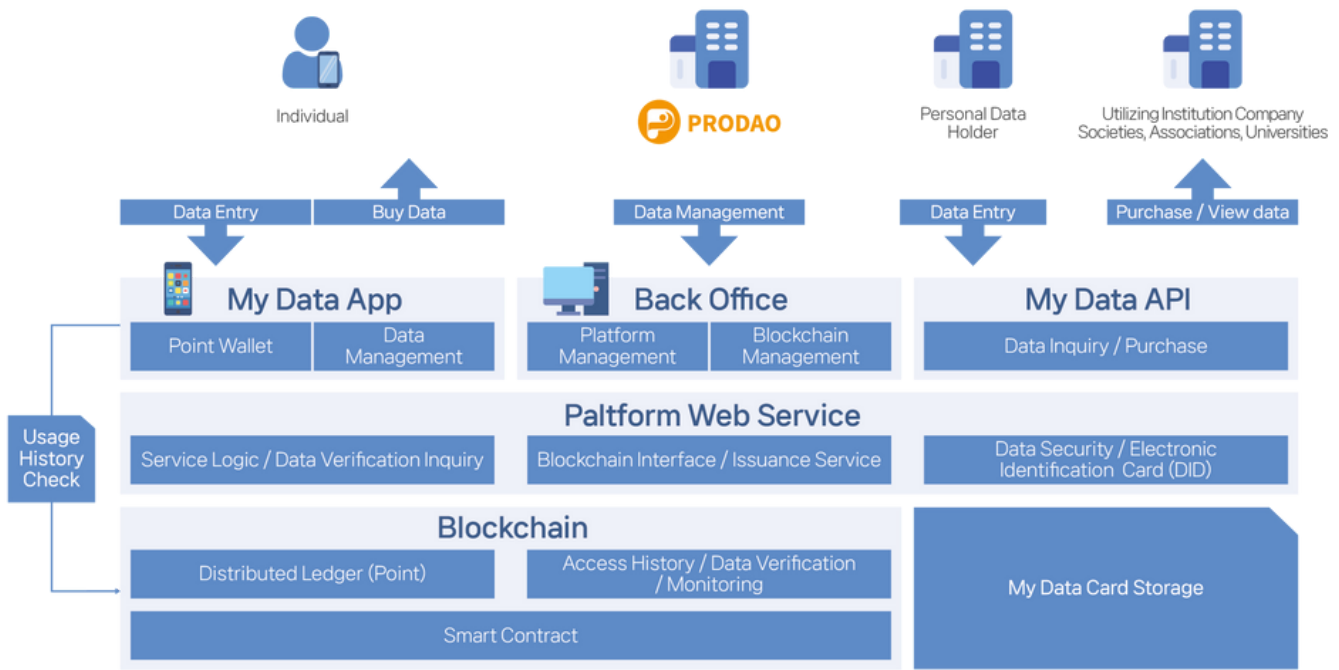 Individual
PRODAO
Personal Data
Holder
Utilizing Institution Company
Societies, Associations, Universities
Data Entry
Buy Data
Data Management
Data Entry
Purchase / View data
My Data App
Point Wallet
Data
Management
Back Office
Platform
Management
Blockchain
Management
My Data API
Data Inquiry / Purchase
Usage
History
Check
Paltform Web Service
Service Logic / Data Verification Inquiry
Blockchain Interface / Issuance Service
Data Security / Electronic
Identification Card (DID)
Blockchain
Distributed Ledger (Point)
Access History / Data Verification
/ Monitoring
Smart Contract
My Data Card Storage